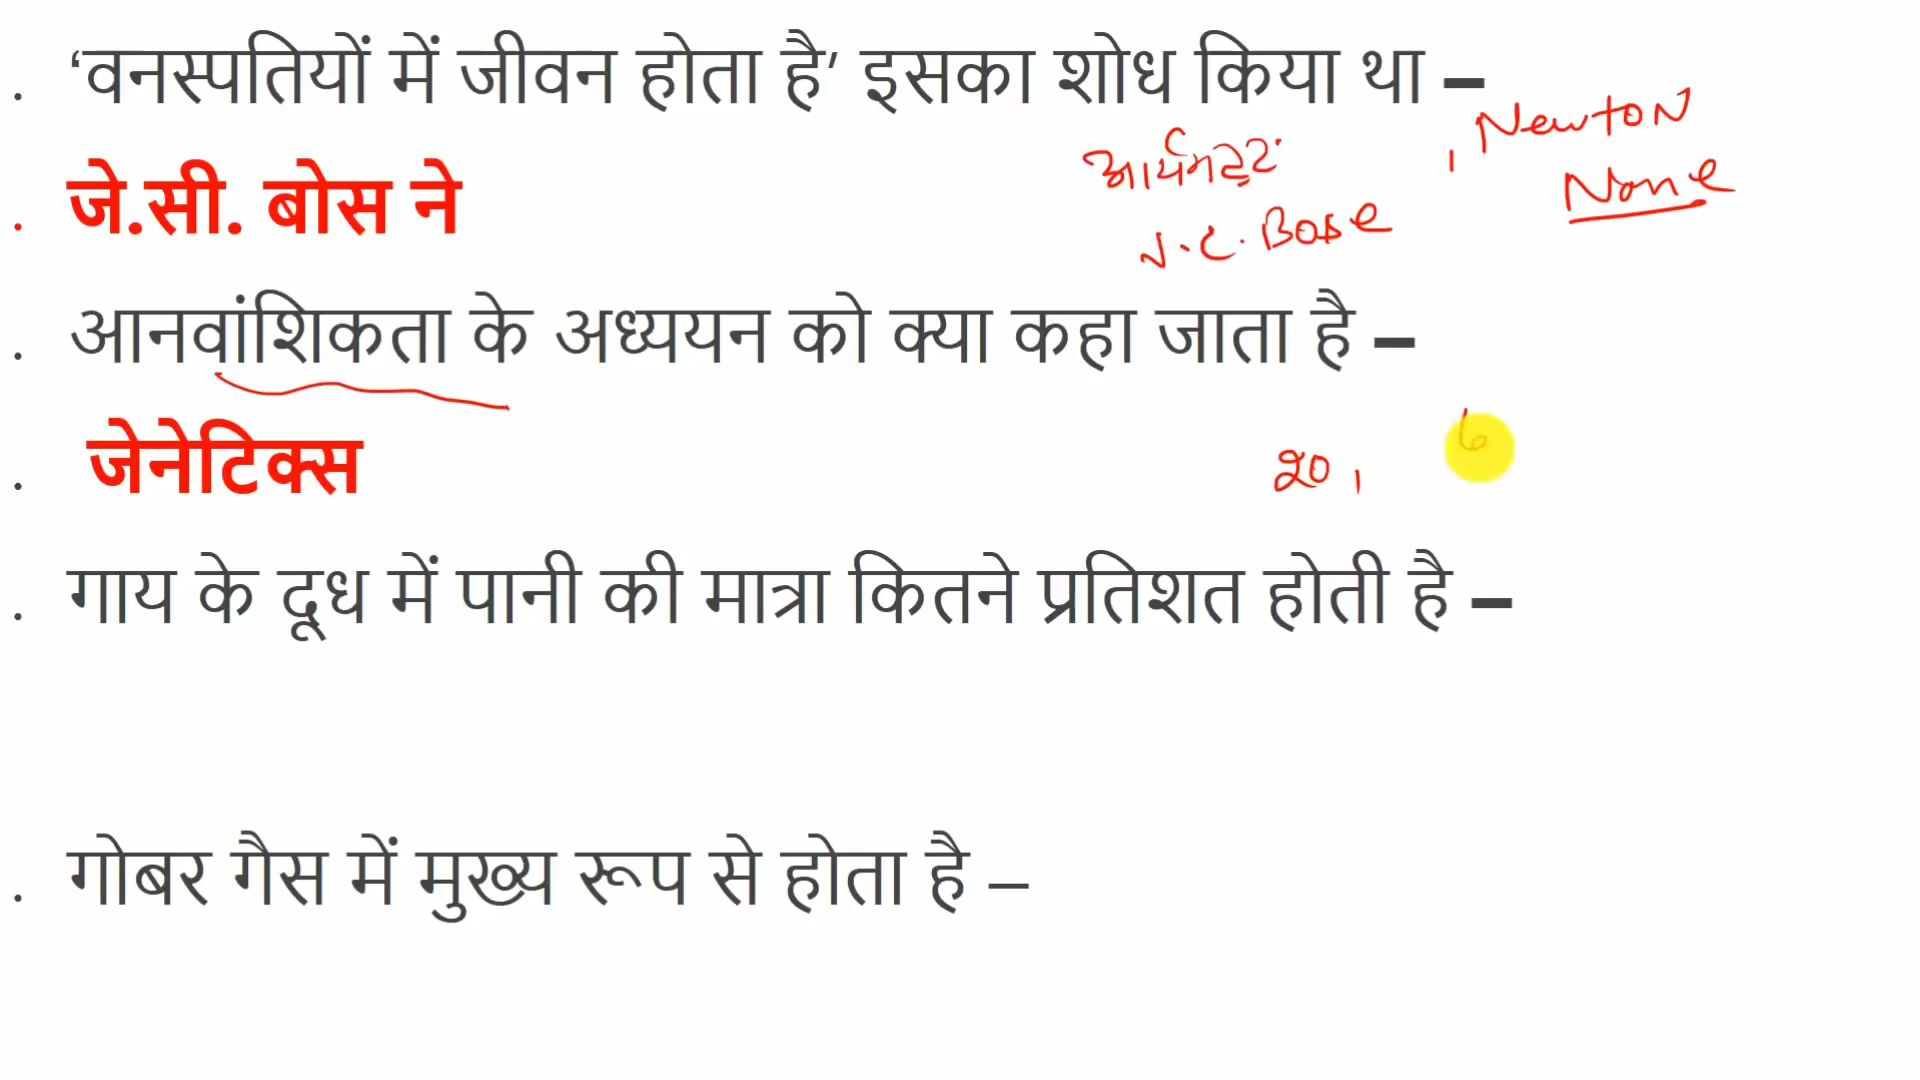 . ‘वनस्पतियों में जीवन होता है’ इसका शोध किया था –
, Newton
आर्यभट्ट
None
. जे.सी. बोस ने
J.C. Bose
. आनवांशिकता के अध्ययन को क्या कहा जाता है –
. जेनेटिक्स
20, 6
. गाय के दूध में पानी की मात्रा कितने प्रतिशत होती है –
. गोबर गैस में मुख्य रूप से होता है –